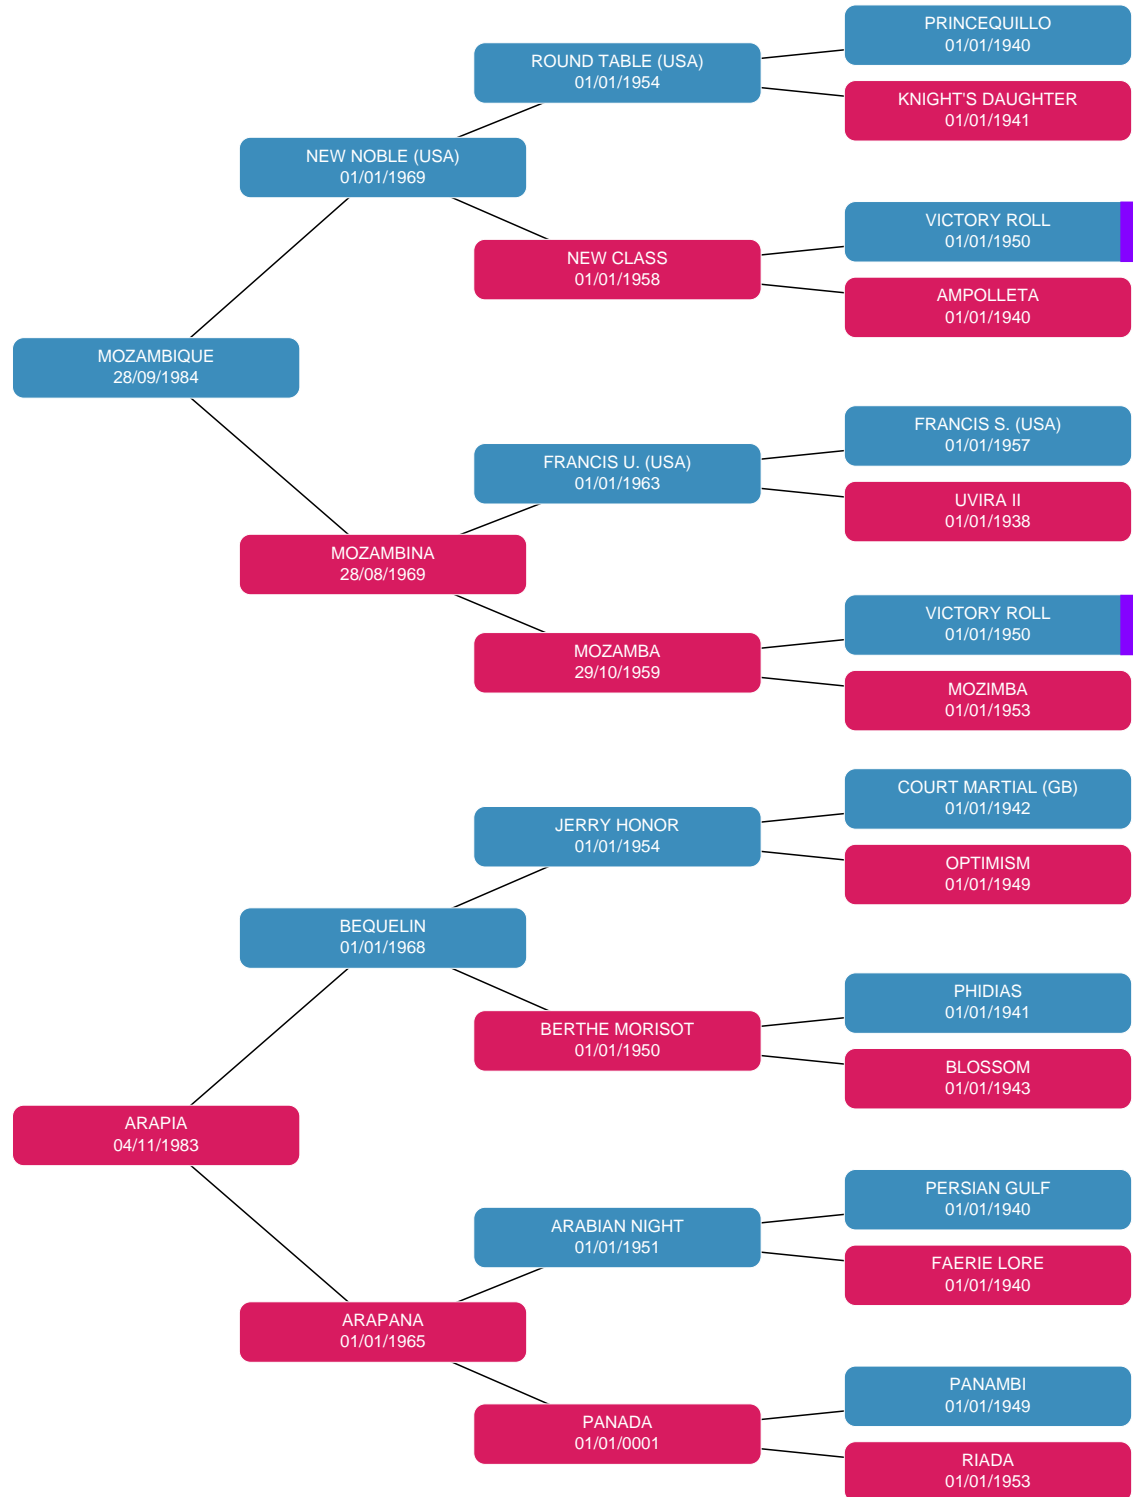 PRINCEQUILLO
01/01/1940
ROUND TABLE (USA)
01/01/1954
KNIGHT'S DAUGHTER
01/01/1941
NEW NOBLE (USA)
01/01/1969
VICTORY ROLL
01/01/1950
NEW CLASS
01/01/1958
AMPOLLETA
01/01/1940
MOZAMBIQUE
28/09/1984
FRANCIS S. (USA)
01/01/1957
FRANCIS U. (USA)
01/01/1963
UVIRA II
01/01/1938
MOZAMBINA
28/08/1969
VICTORY ROLL
01/01/1950
MOZAMBA
29/10/1959
MOZIMBA
01/01/1953
COURT MARTIAL (GB)
01/01/1942
JERRY HONOR
01/01/1954
OPTIMISM
01/01/1949
BEQUELIN
01/01/1968
PHIDIAS
01/01/1941
BERTHE MORISOT
01/01/1950
BLOSSOM
01/01/1943
ARAPIA
04/11/1983
PERSIAN GULF
01/01/1940
ARABIAN NIGHT
01/01/1951
FAERIE LORE
01/01/1940
ARAPANA
01/01/1965
PANAMBI
01/01/1949
PANADA
01/01/0001
RIADA
01/01/1953